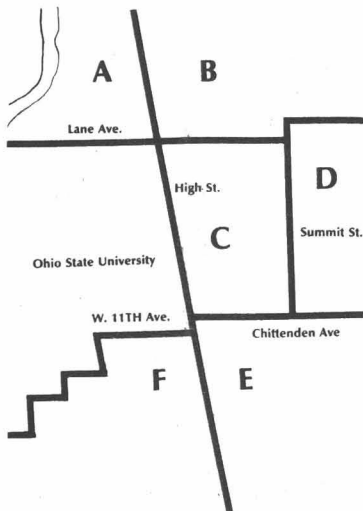 A
B
Lane Ave.
D
High St.
C
Summit St.
Ohio State University
W. 11TH Ave.
Chittenden Ave
F
E